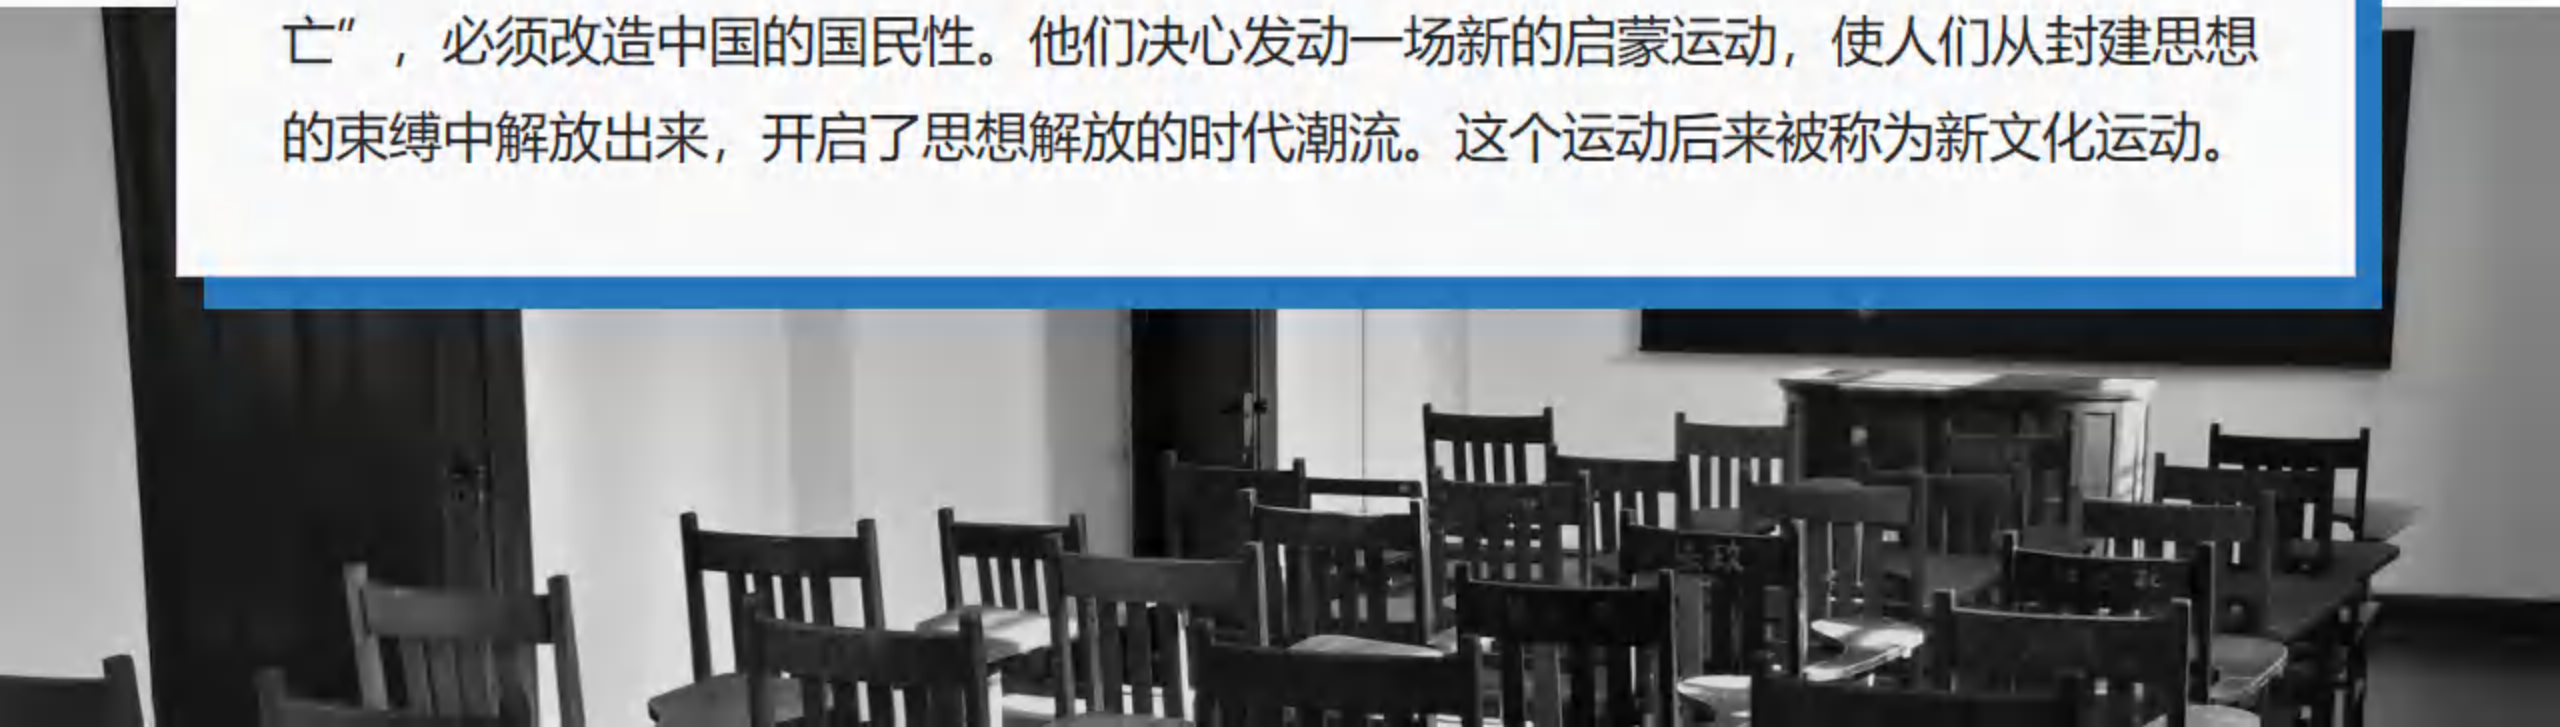 亡”，必须改造中国的国民性。他们决心发动一场新的启蒙运动，使人们从封建思想
的束缚中解放出来，开启了思想解放的时代潮流。这个运动后来被称为新文化运动。